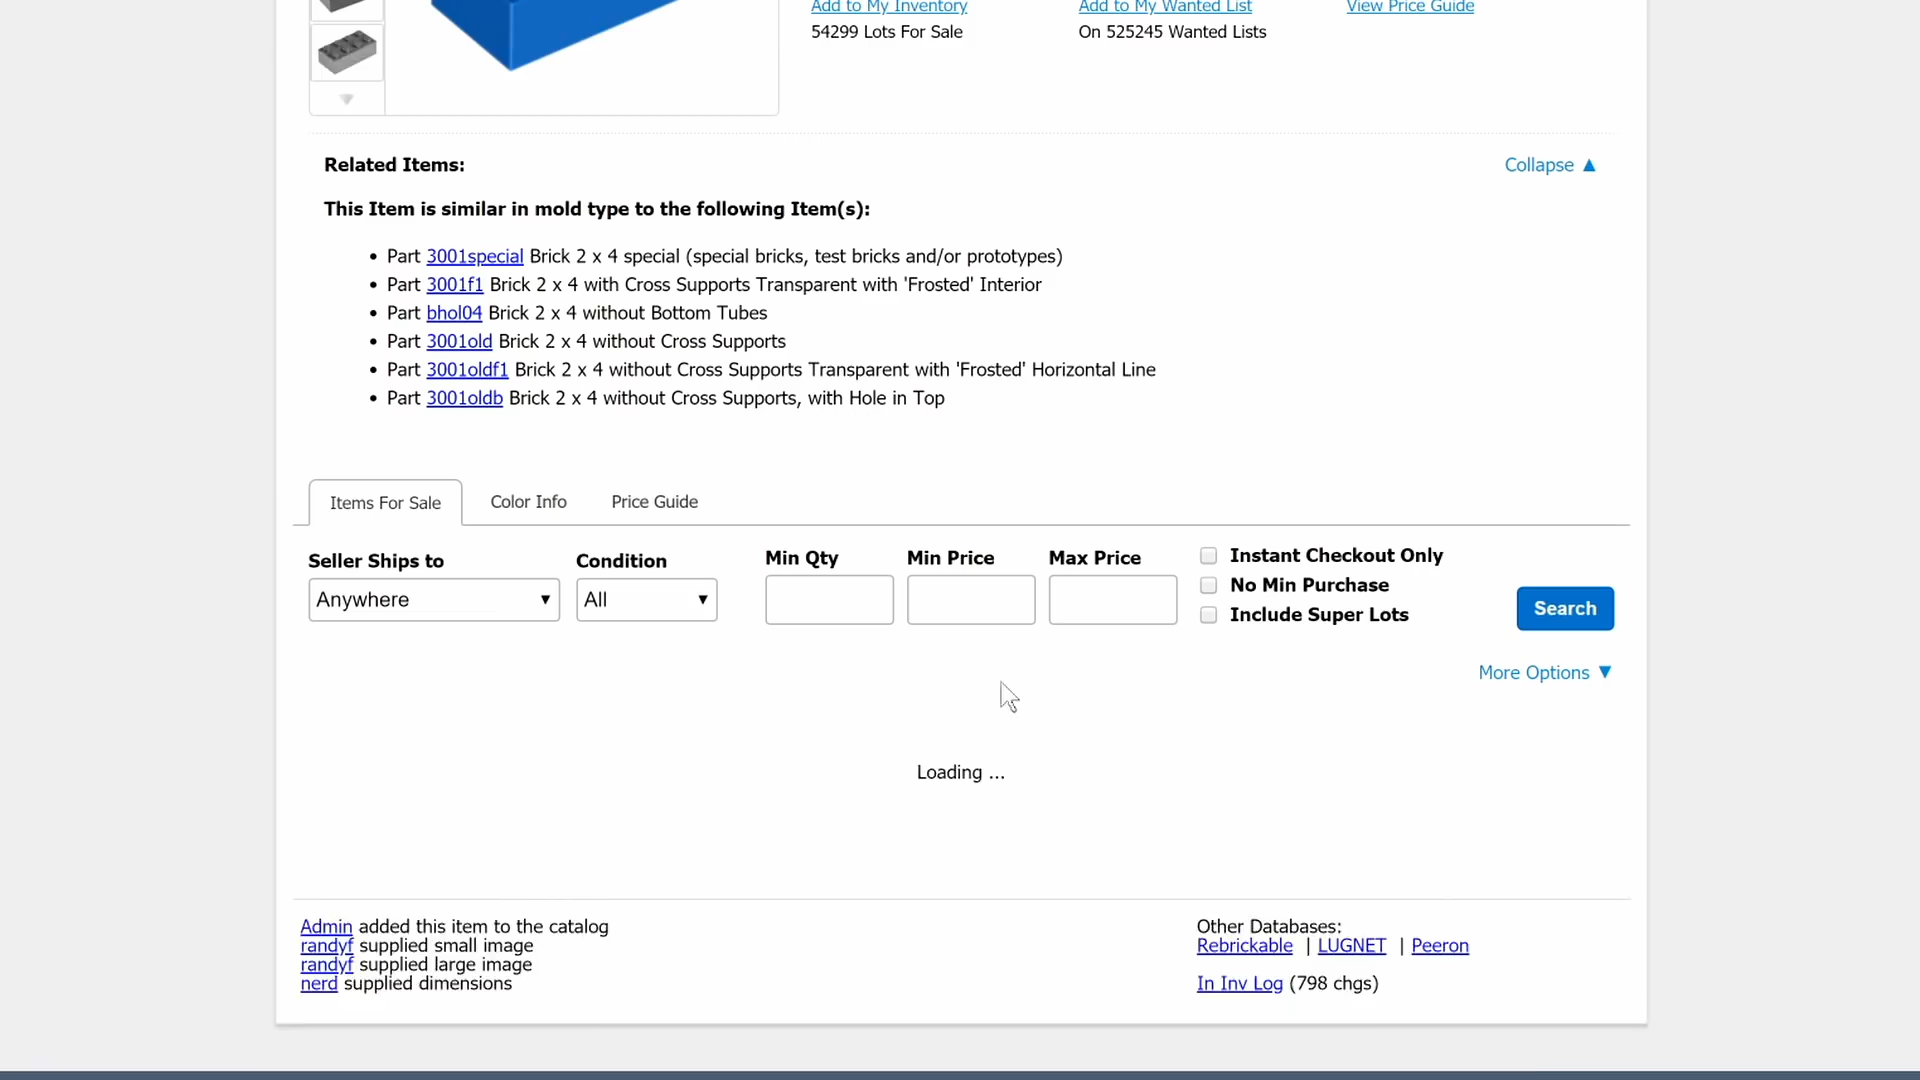 Add to My Inventory Add to My Wanted List View Price Guide
54299 Lots For Sale On 525245 Wanted Lists
Related Items: Collapse ▲
This Item is similar in mold type to the following Item(s):
• Part 3001special Brick 2 x 4 special (special bricks, test bricks and/or prototypes)
• Part 3001f1 Brick 2 x 4 with Cross Supports Transparent with 'Frosted' Interior
• Part bhol04 Brick 2 x 4 without Bottom Tubes
• Part 3001old Brick 2 x 4 without Cross Supports
• Part 3001oldf1 Brick 2 x 4 without Cross Supports Transparent with 'Frosted' Horizontal Line
• Part 3001oldb Brick 2 x 4 without Cross Supports, with Hole in Top
Items For Sale Color Info Price Guide
Seller Ships to Condition Min Qty Min Price Max Price
Anywhere All
Instant Checkout Only
No Min Purchase
Include Super Lots
Search
More Options ▼
Loading ...
Admin added this item to the catalog
randyf supplied small image
randyf supplied large image
nerd supplied dimensions
Other Databases:
Rebrickable | LUGNET | Peeron
In Inv Log (798 chgs)